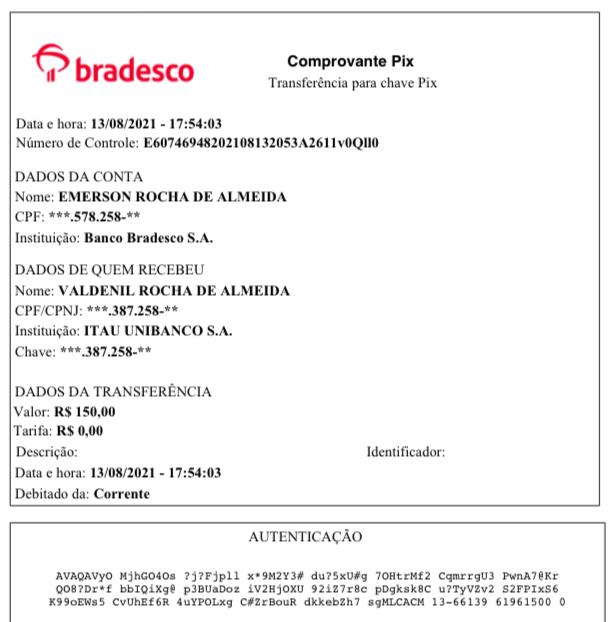 bradesco
Comprovante Pix
Transferência para chave Pix
Data e hora: 13/08/2021 - 17:54:03
Número de Controle: E60746948202108132053A2611v0Qll0
DADOS DA CONTA
Nome: EMERSON ROCHA DE ALMEIDA
CPF: ***.578.258-**
Instituição: Banco Bradesco S.A.
DADOS DE QUEM RECEBEU
Nome: VALDENIL ROCHA DE ALMEIDA
CPF/CPNJ: ***.387.258-**
Instituição: ITAU UNIBANCO S.A.
Chave: ***.387.258-**
DADOS DA TRANSFERÊNCIA
Valor: R$ 150,00
Tarifa: R$ 0,00
Descrição: Identificador:
Data e hora: 13/08/2021 - 17:54:03
Debitado da: Corrente
AUTENTICAÇÃO
AVAQAVyO MjhGO4Os ?j?Fjpll x*9M2Y3# du?5xU#g 7OHtrMf2 CqmrrgU3 PwnA7@Kr
QO8?Dr*f bbIQiXg@ p3BUaDoz iV2HjOXU 92iZ7r8c pDgksk8C u?TyVZv2 S2FPIxS6
K99oEWs5 CvUhEf6R 4uYPOLxg C#ZrBouR dkkebZh7 sgMLCACM 13-66139 61961500 0